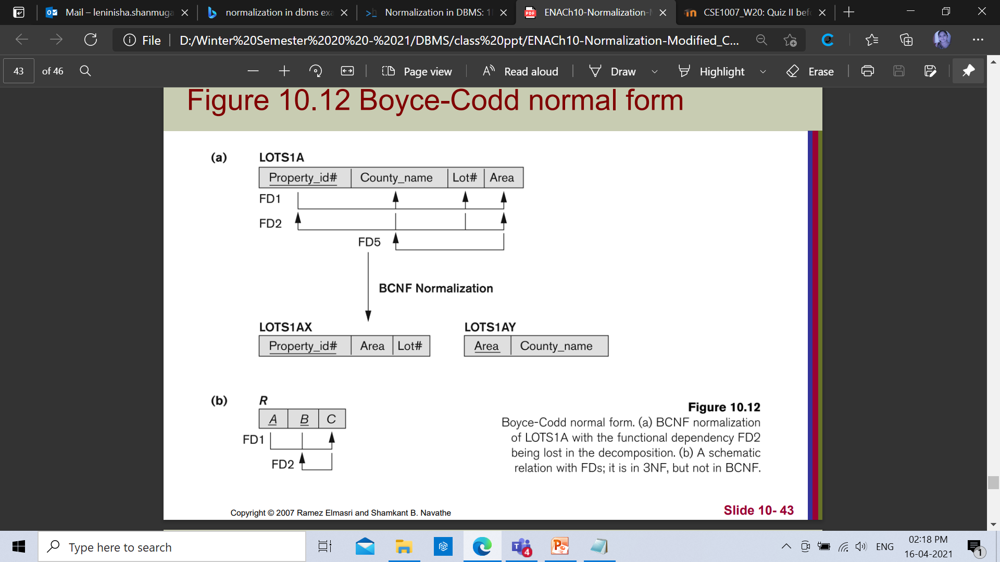 Mail – leninisha.shanmuga
normalization in dbms exa
Normalization in DBMS: 1
ENACh10-Normalization-
CSE1007_W20: Quiz II bef
File
D:/Winter%20Semester%2020%20-%2021/DBMS/class%20ppt/ENACh10-Normalization-Modified_C...
43 of 46
Page view
Read aloud
Draw
Highlight
Erase
Figure 10.12 Boyce-Codd normal form
(a) LOTS1A
Property_id# County_name Lot# Area
FD1
FD2
FD5
BCNF Normalization
LOTS1AX LOTS1AY
Property_id# Area Lot# Area County_name
(b) R
A B C
FD1
FD2
Figure 10.12
Boyce-Codd normal form. (a) BCNF normalization
of LOTS1A with the functional dependency FD2
being lost in the decomposition. (b) A schematic
relation with FDs; it is in 3NF, but not in BCNF.
Copyright © 2007 Ramez Elmasri and Shamkant B. Navathe
Slide 10- 43
Type here to search
4
ENG
02:18 PM
16-04-2021
1